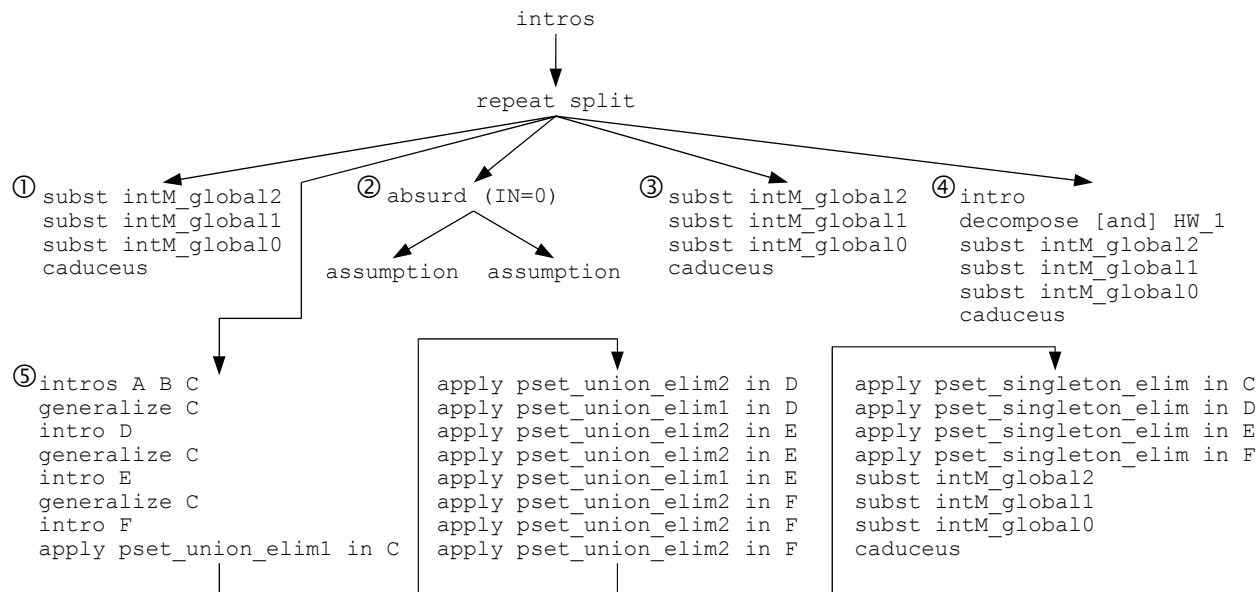 intros
repeat split
①
subst intM_global2
subst intM_global1
subst intM_global0
caduceus
②
absurd (IN=0)
assumption
assumption
③
subst intM_global2
subst intM_global1
subst intM_global0
caduceus
④
intro
decompose [and] HW_1
subst intM_global2
subst intM_global1
subst intM_global0
caduceus
⑤
intros A B C
generalize C
intro D
generalize C
intro E
generalize C
intro F
apply pset_union_elim1 in C
apply pset_union_elim2 in D
apply pset_union_elim1 in D
apply pset_union_elim2 in E
apply pset_union_elim2 in E
apply pset_union_elim1 in E
apply pset_union_elim2 in F
apply pset_union_elim2 in F
apply pset_union_elim2 in F
apply pset_singleton_elim in C
apply pset_singleton_elim in D
apply pset_singleton_elim in E
apply pset_singleton_elim in F
subst intM_global2
subst intM_global1
subst intM_global0
caduceus